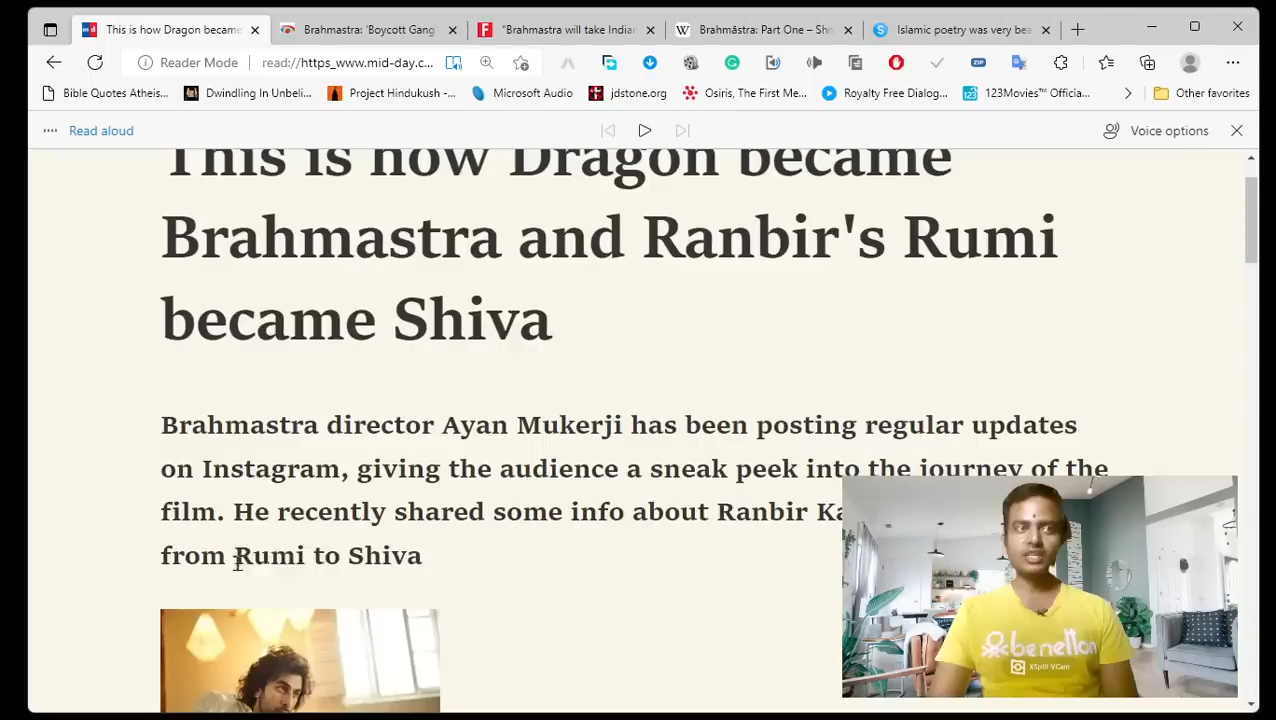 This is how Dragon became
Brahmastra: 'Boycott Gang'
"Brahmastra will take Indian
Brahmāstra: Part One – Shi
Islamic poetry was very bea
Reader Mode
read://https_www.mid-day.c...
Bible Quotes Atheis...
Dwindling In Unbeli...
Project Hindukush -...
Microsoft Audio
jdstone.org
Osiris, The First Me...
Royalty Free Dialog...
123Movies™ Officia...
Other favorites
Read aloud
Voice options
This is how Dragon became
Brahmastra and Ranbir's Rumi
became Shiva
Brahmastra director Ayan Mukerji has been posting regular updates
on Instagram, giving the audience a sneak peek into the journey of the
film. He recently shared some info about Ranbir Ka
from Rumi to Shiva
benetton
XSplit VCam